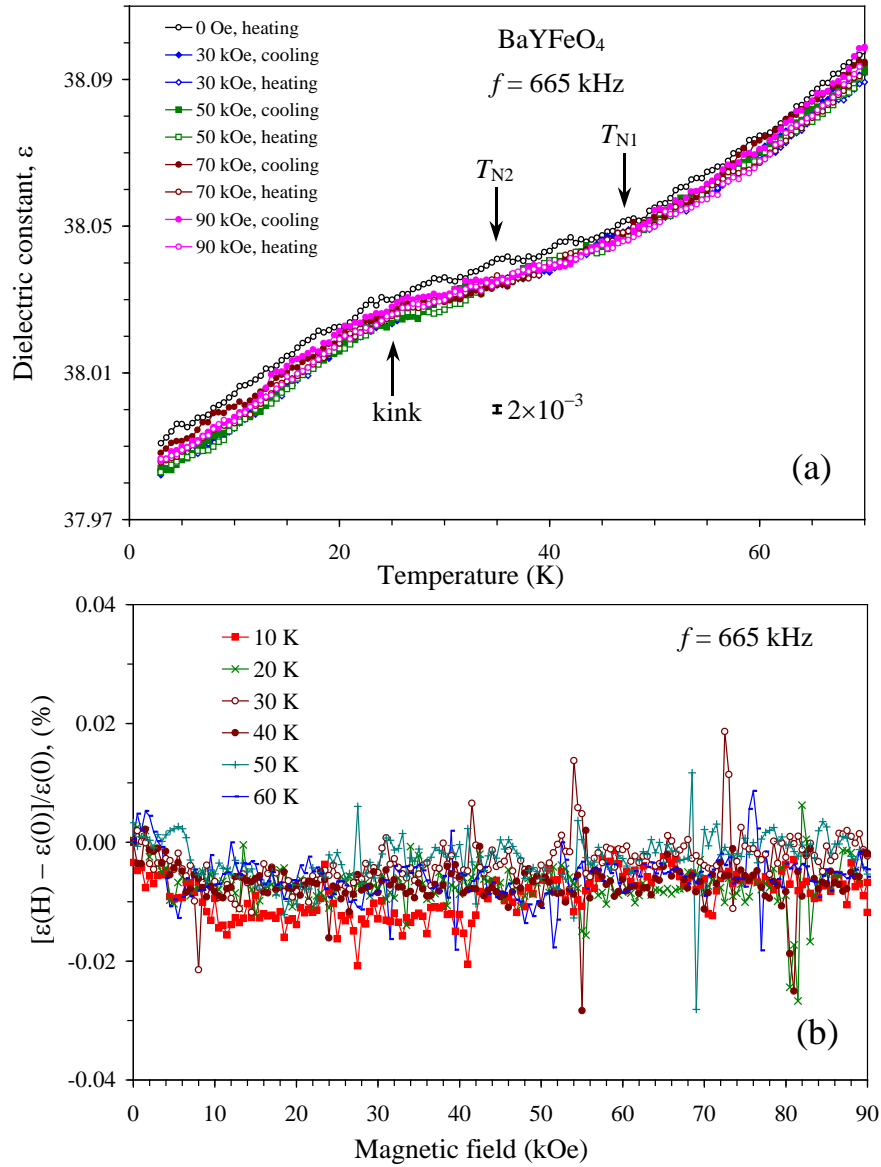 0 Oe, heating
30 kOe, cooling
30 kOe, heating
50 kOe, cooling
50 kOe, heating
70 kOe, cooling
70 kOe, heating
90 kOe, cooling
90 kOe, heating
BaYFeO₄
f = 665 kHz
T_N1
T_N2
kink
2×10⁻³
(a)
Dielectric constant, ε
38.09
38.05
38.01
37.97
0 20 40 60
Temperature (K)
10 K
20 K
30 K
40 K
50 K
60 K
f = 665 kHz
(b)
[ε(H) − ε(0)]/ε(0), (%)
0.04
0.02
0.00
-0.02
-0.04
0 10 20 30 40 50 60 70 80 90
Magnetic field (kOe)